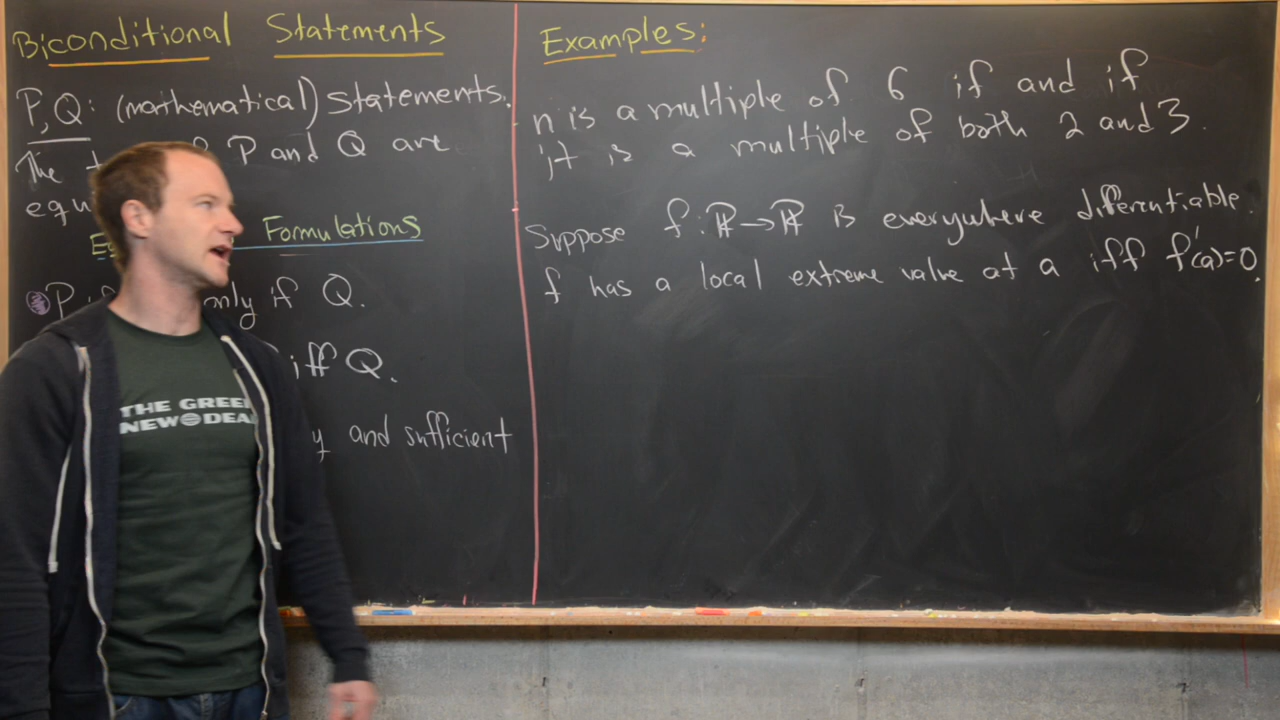 Biconditional Statements
P,Q: (mathematical) statements.
The P and Q are
equ
Formulations
P only if Q.
iff Q.
y and sufficient
Examples:
n is a multiple of 6 if and if
it is a multiple of both 2 and 3.
Suppose f: ℝ→ℝ is everywhere differentiable.
f has a local extreme value at a iff f'(a)=0.
THE GREE
NEW DEA